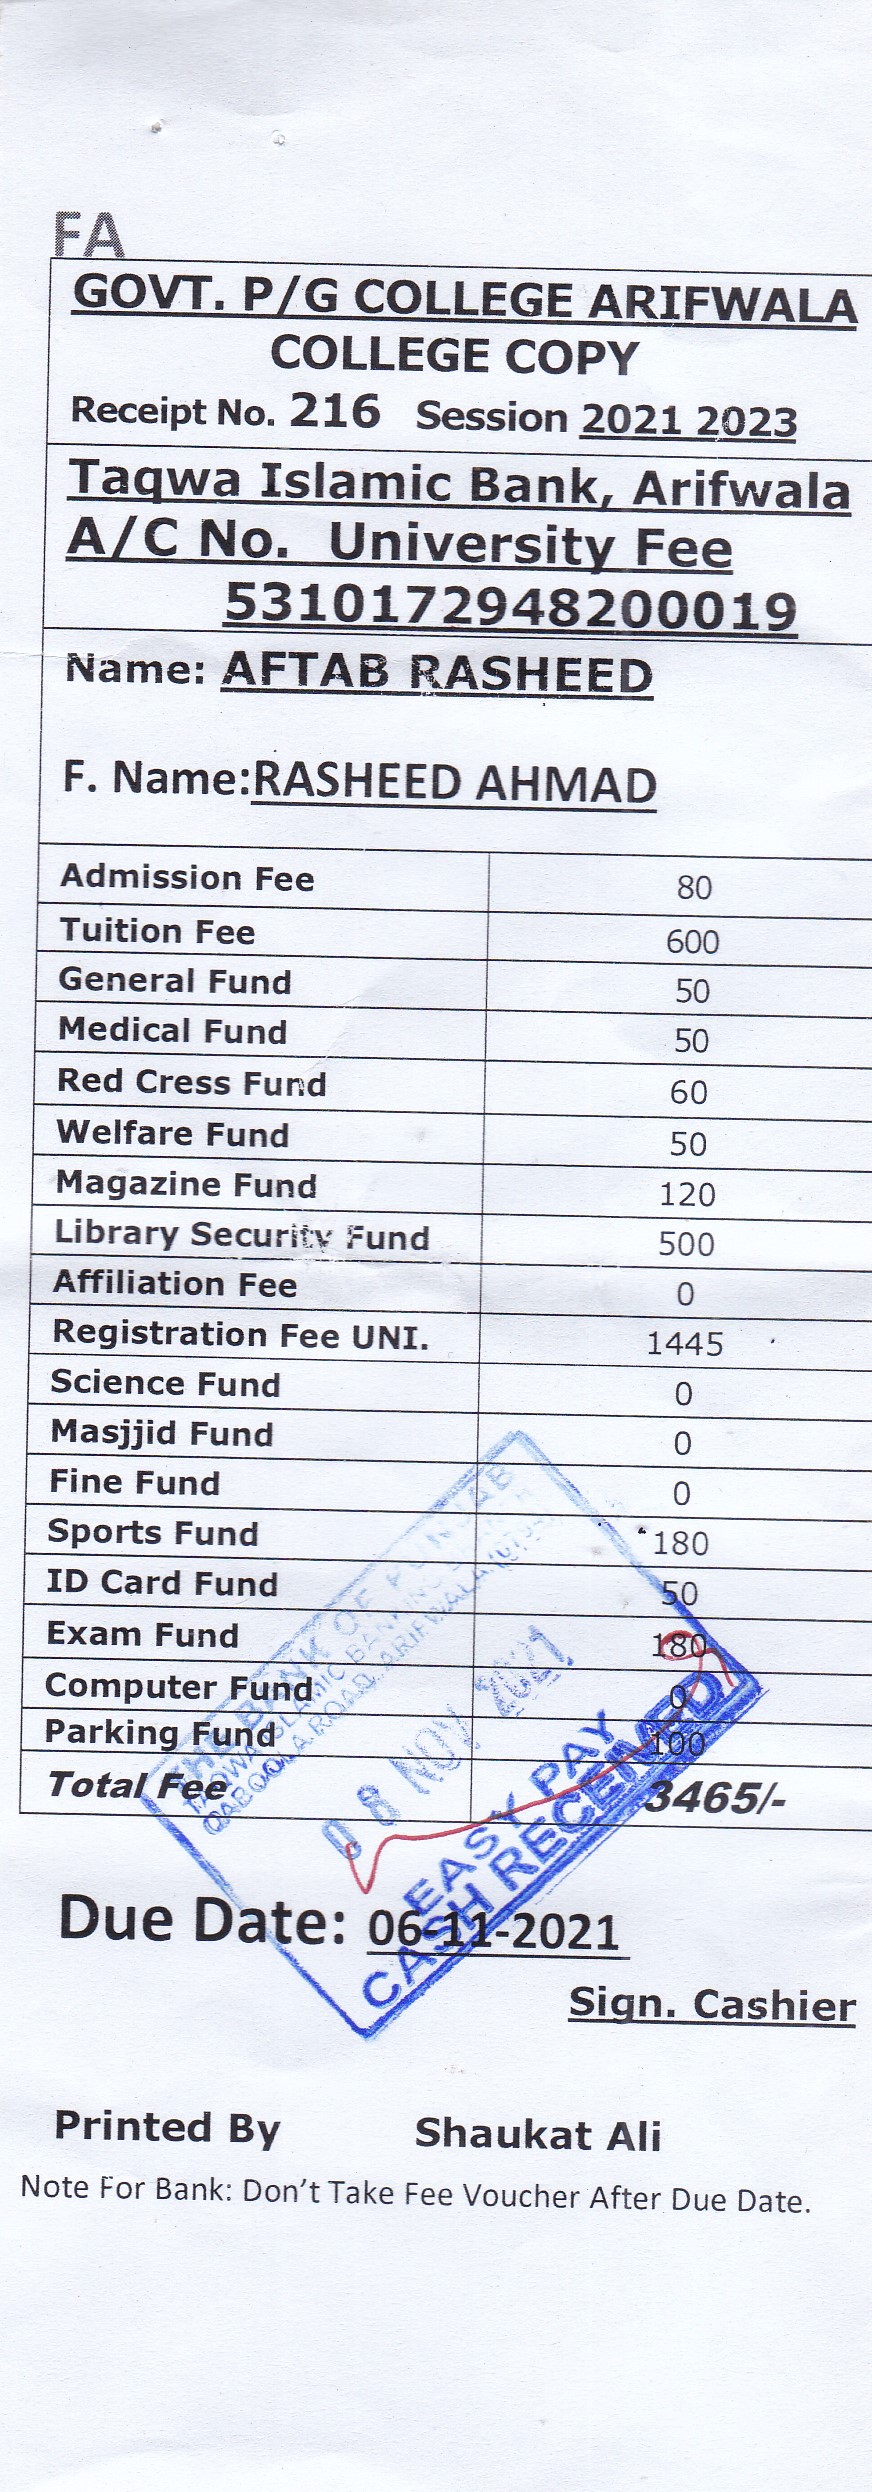 FA
GOVT. P/G COLLEGE ARIFWALA
COLLEGE COPY
Receipt No. 216 Session 2021 2023
Taqwa Islamic Bank, Arifwala
A/C No. University Fee
5310172948200019
Name: AFTAB RASHEED
F. Name:RASHEED AHMAD
Admission Fee 80
Tuition Fee 600
General Fund 50
Medical Fund 50
Red Cress Fund 60
Welfare Fund 50
Magazine Fund 120
Library Security Fund 500
Affiliation Fee 0
Registration Fee UNI. 1445
Science Fund 0
Masjjid Fund 0
Fine Fund 0
Sports Fund 180
ID Card Fund 50
Exam Fund 180
Computer Fund 0
Parking Fund 100
Total Fee 3465/-
THE BANK OF PUNJAB
TAQWA ISLAMIC BANKING
QABOOLA ROAD, ARIFWALA
08 NOV 2021
EASY PAY
CASH RECEIVED
Due Date: 06-11-2021
Sign. Cashier
Printed By Shaukat Ali
Note For Bank: Don't Take Fee Voucher After Due Date.